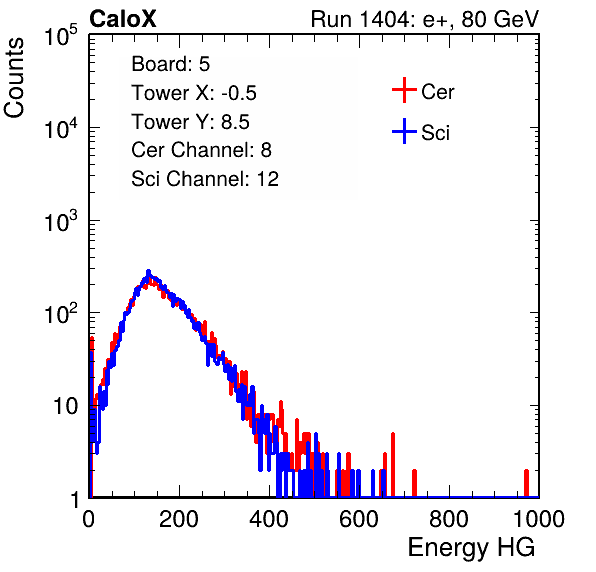 CaloX Run 1404: e+, 80 GeV
Counts
10^5
10^4
10^3
10^2
10
1
Board: 5
Tower X: -0.5
Tower Y: 8.5
Cer Channel: 8
Sci Channel: 12
Cer
Sci
0 200 400 600 800 1000
Energy HG